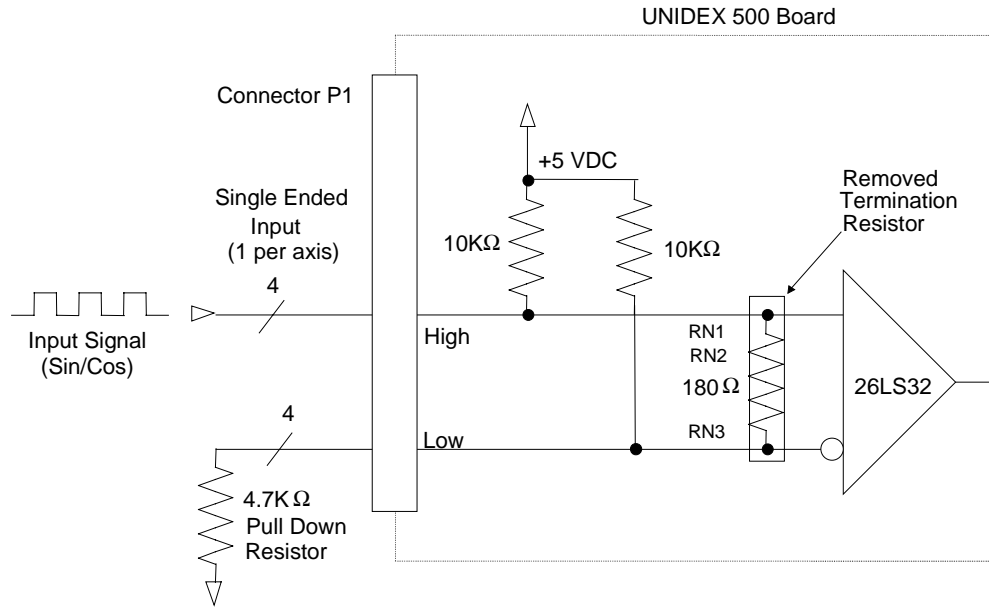 UNIDEX 500 Board
Connector P1
+5 VDC
Removed
Termination
Resistor
Single Ended
Input
(1 per axis)
10KΩ
10KΩ
4
Input Signal
(Sin/Cos)
High
RN1
RN2
180Ω
RN3
26LS32
4
Low
4.7KΩ
Pull Down
Resistor